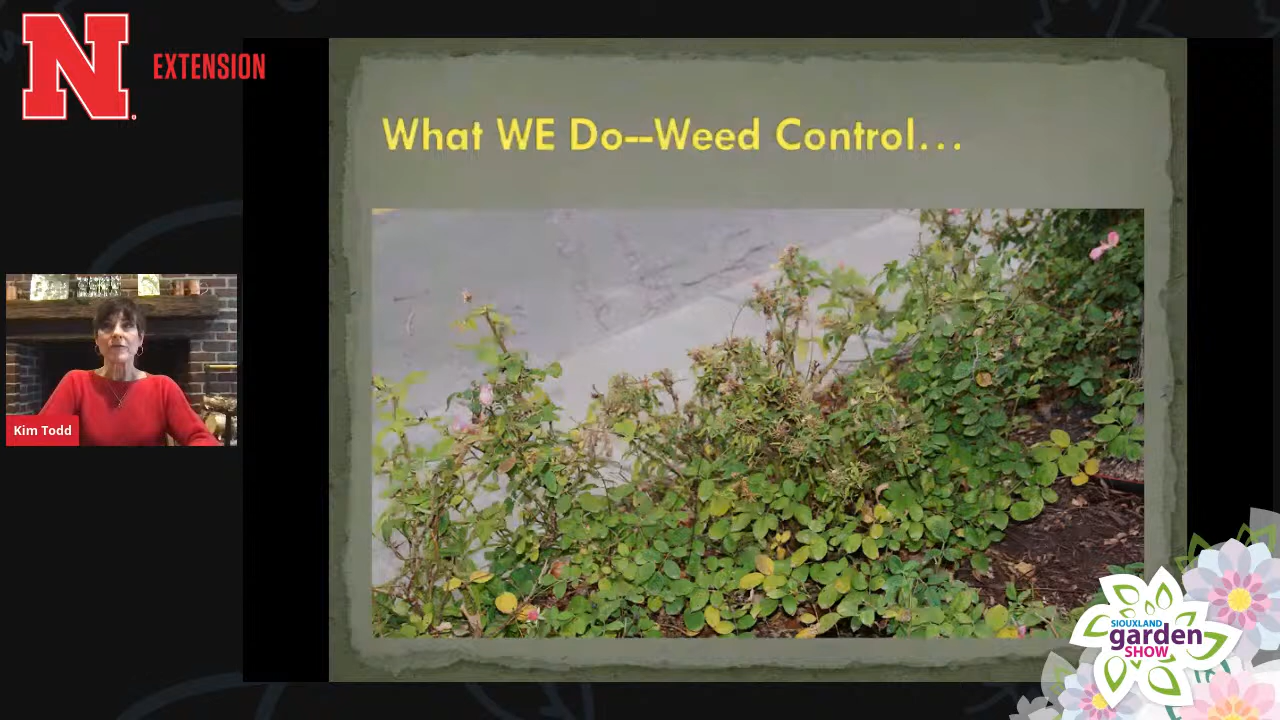 N
EXTENSION
What WE Do--Weed Control...
Kim Todd
SIOUXLAND
garden
SHOW